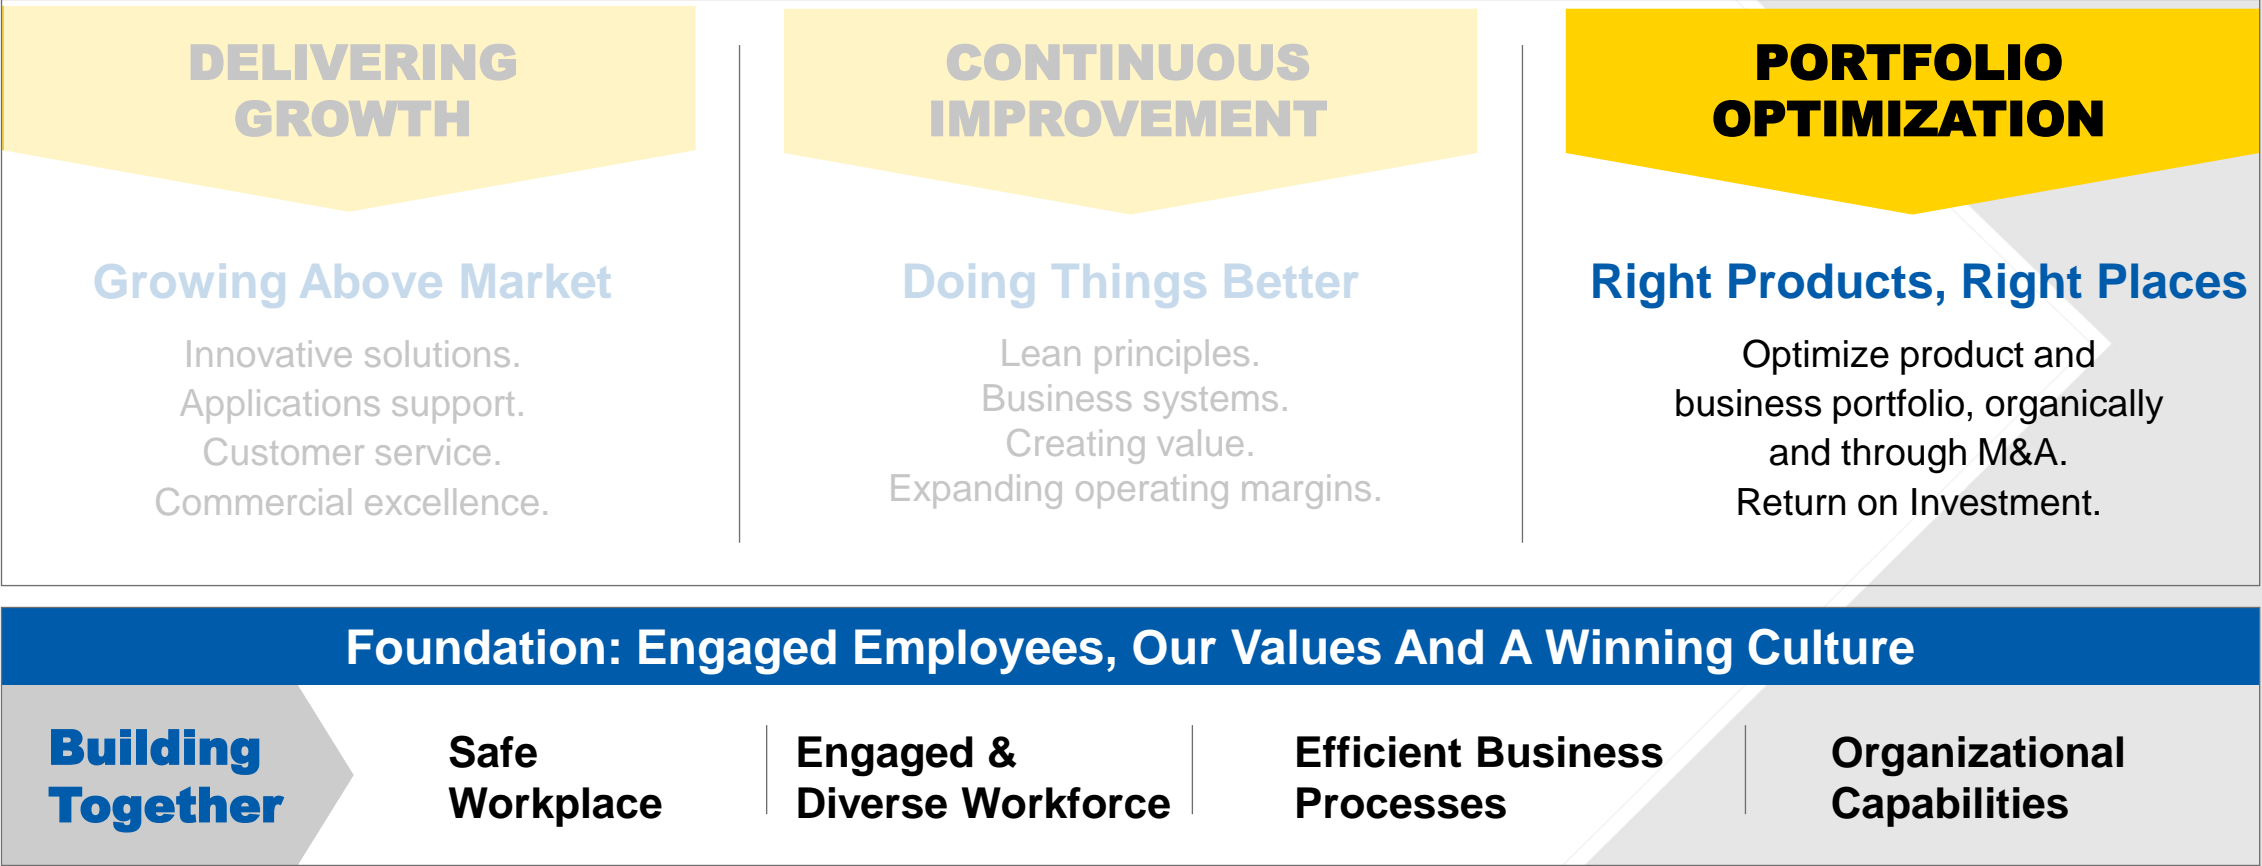 DELIVERING
GROWTH
Growing Above Market
Innovative solutions.
Applications support.
Customer service.
Commercial excellence.
CONTINUOUS
IMPROVEMENT
Doing Things Better
Lean principles.
Business systems.
Creating value.
Expanding operating margins.
PORTFOLIO
OPTIMIZATION
Right Products, Right Places
Optimize product and
business portfolio, organically
and through M&A.
Return on Investment.
Foundation: Engaged Employees, Our Values And A Winning Culture
Building
Together
Safe
Workplace
Engaged &
Diverse Workforce
Efficient Business
Processes
Organizational
Capabilities